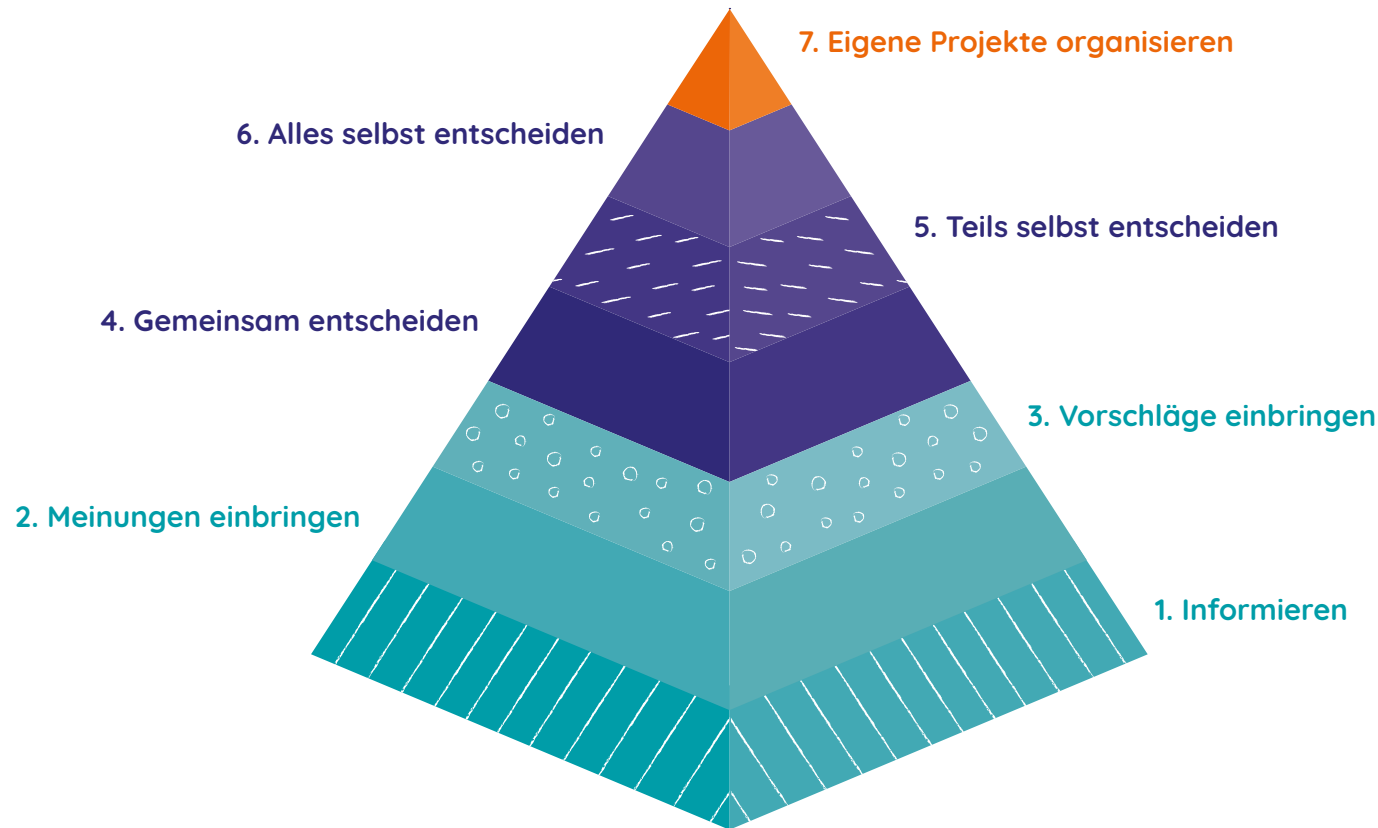 7. Eigene Projekte organisieren
6. Alles selbst entscheiden
5. Teils selbst entscheiden
4. Gemeinsam entscheiden
3. Vorschläge einbringen
2. Meinungen einbringen
1. Informieren